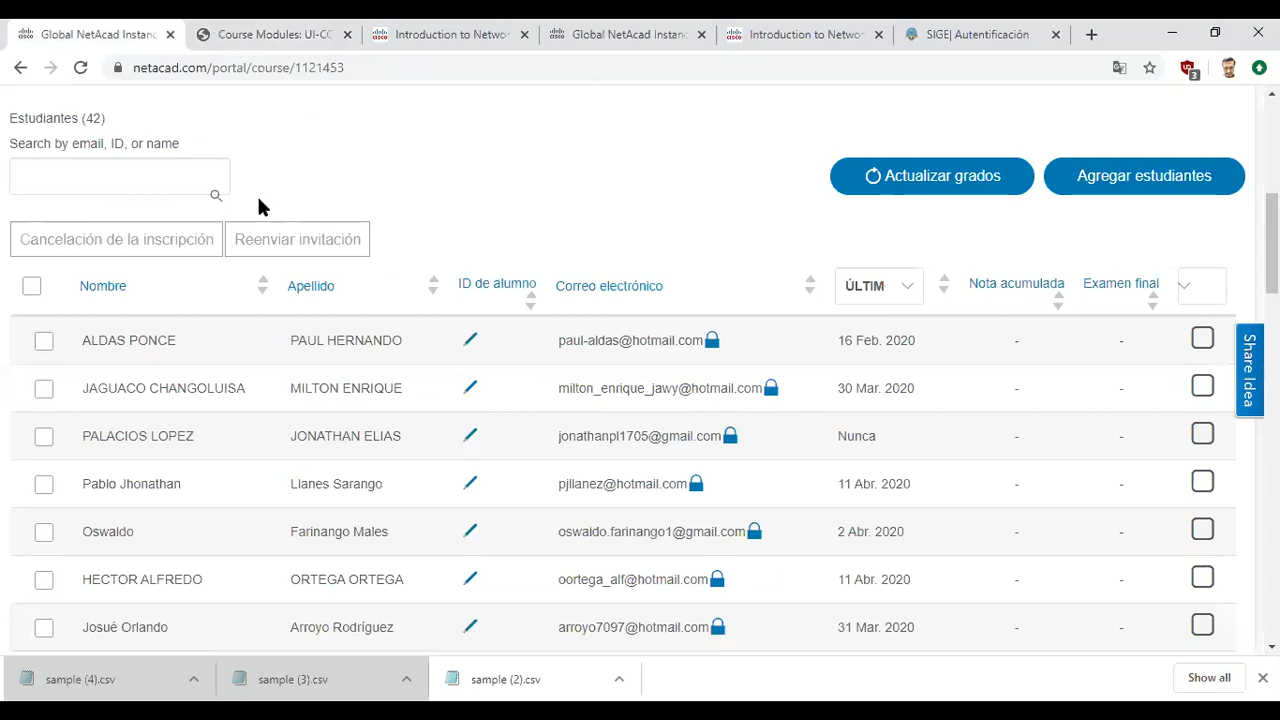 Global NetAcad Instanc
Course Modules: UI-CC
Introduction to Networ
Global NetAcad Instanc
Introduction to Networ
SIGE| Autentificación
netacad.com/portal/course/1121453
3
Estudiantes (42)
Search by email, ID, or name
Actualizar grados
Agregar estudiantes
Cancelación de la inscripción
Reenviar invitación
Nombre Apellido ID de alumno Correo electrónico ÚLTIM Nota acumulada Examen final
ALDAS PONCE PAUL HERNANDO paul-aldas@hotmail.com 16 Feb. 2020 - -
JAGUACO CHANGOLUISA MILTON ENRIQUE milton_enrique_jawy@hotmail.com 30 Mar. 2020 - -
PALACIOS LOPEZ JONATHAN ELIAS jonathanpl1705@gmail.com Nunca - -
Pablo Jhonathan Llanes Sarango pjllanez@hotmail.com 11 Abr. 2020 - -
Oswaldo Farinango Males oswaldo.farinango1@gmail.com 2 Abr. 2020 - -
HECTOR ALFREDO ORTEGA ORTEGA oortega_alf@hotmail.com 11 Abr. 2020 - -
Josué Orlando Arroyo Rodríguez arroyo7097@hotmail.com 31 Mar. 2020 - -
Share Idea
sample (4).csv
sample (3).csv
sample (2).csv
Show all